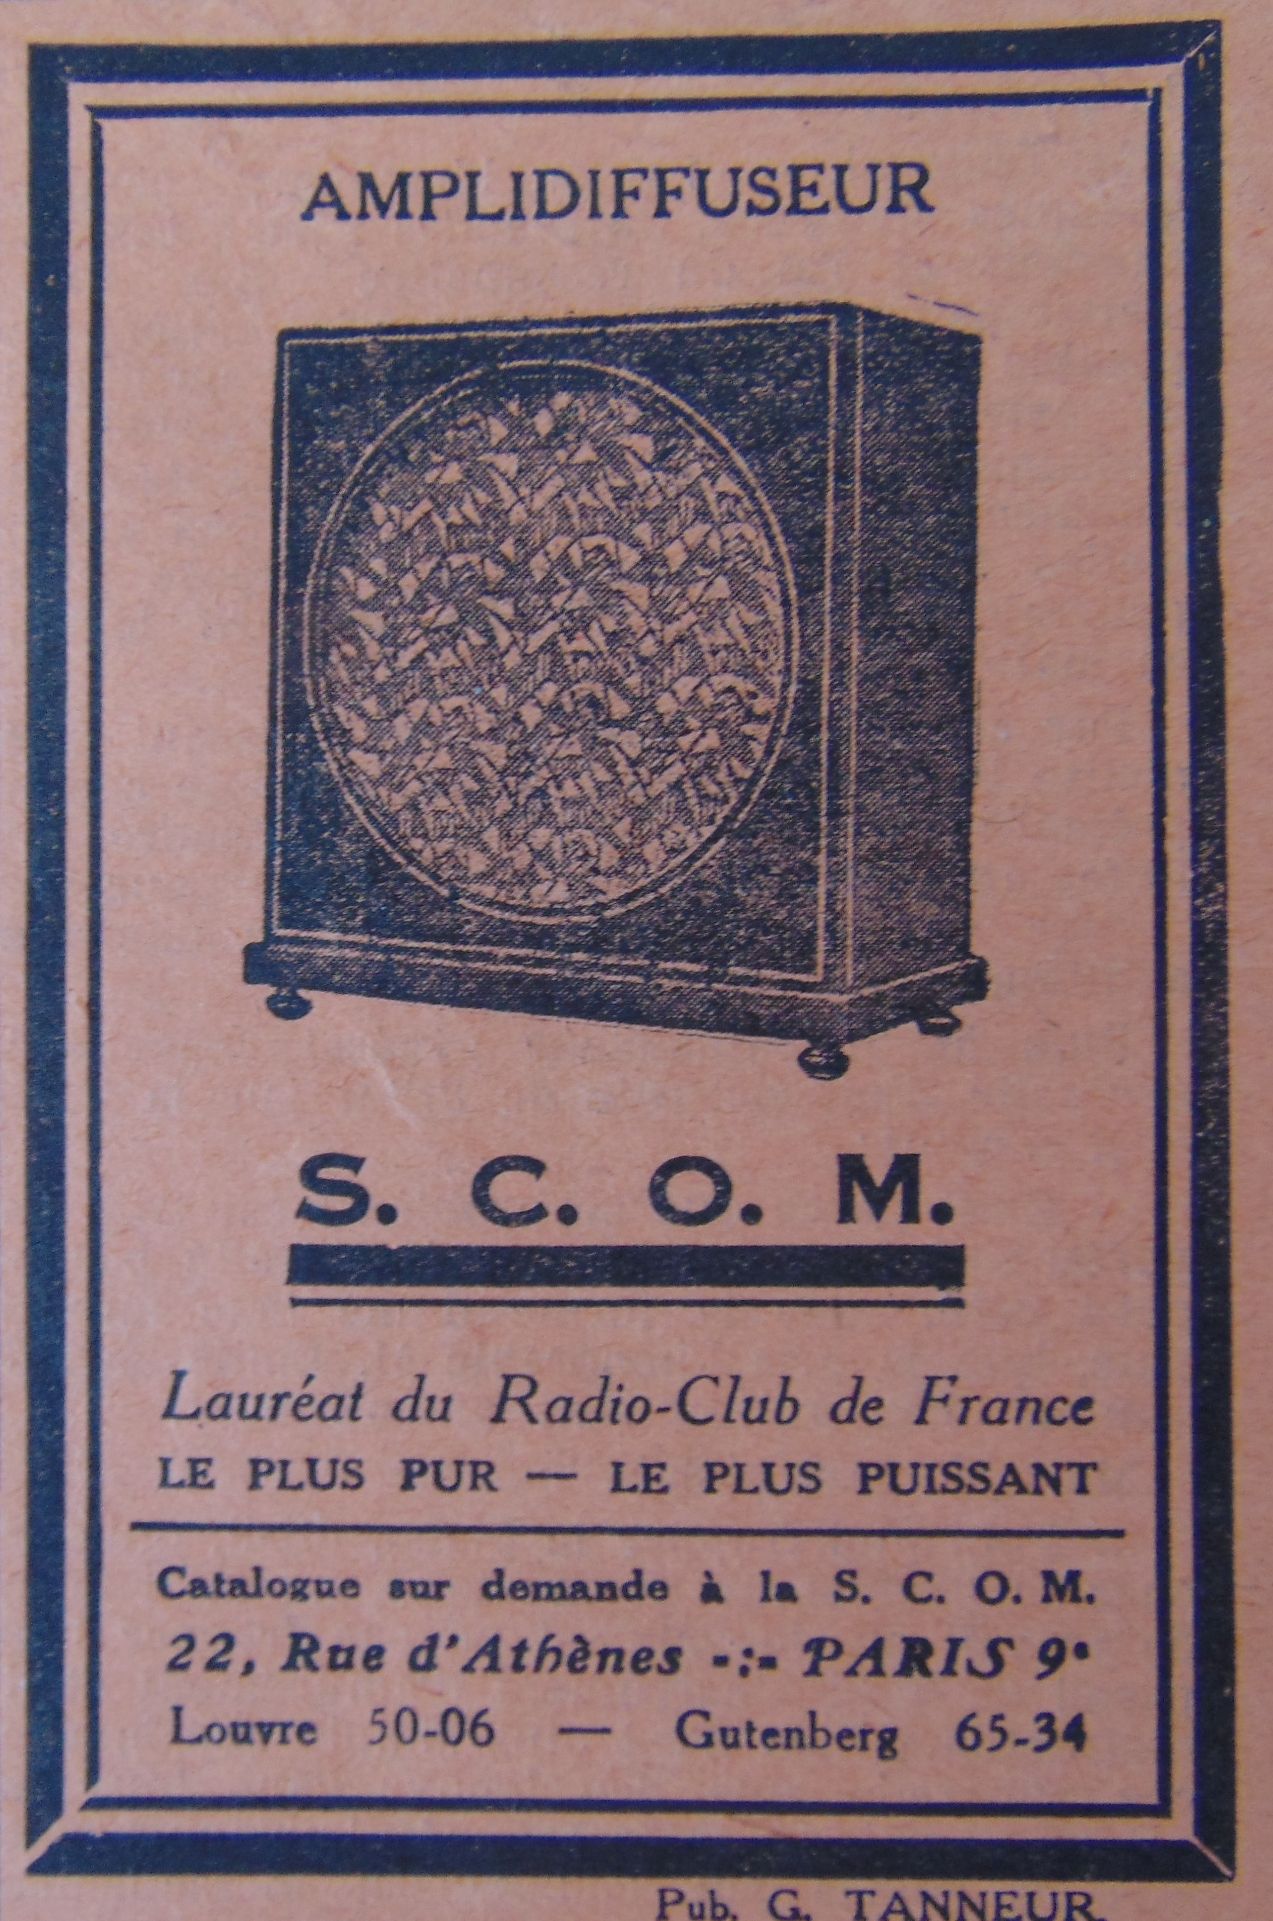 AMPLIDIFFUSEUR
S. C. O. M.
Lauréat du Radio-Club de France
LE PLUS PUR — LE PLUS PUISSANT
Catalogue sur demande à la S. C. O. M.
22, Rue d'Athènes -:- PARIS 9e
Louvre 50-06 — Gutenberg 65-34
Pub. G. TANNEUR